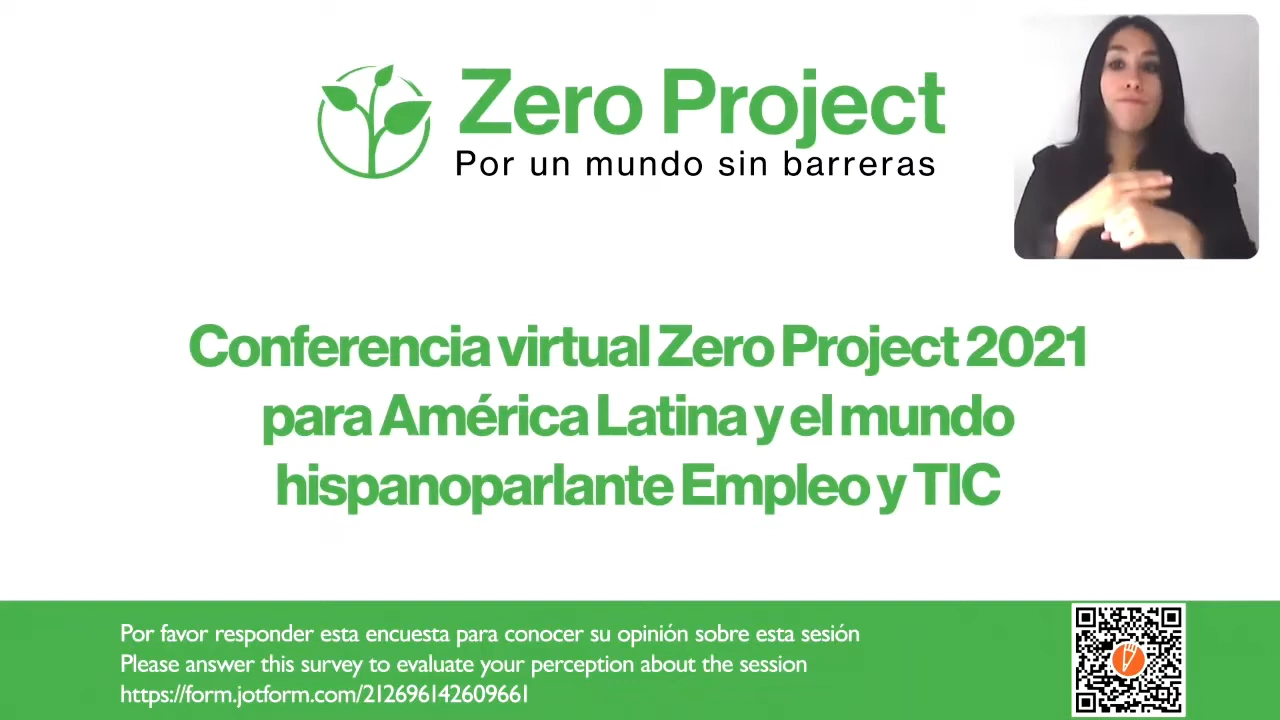 Zero Project
Por un mundo sin barreras
Conferencia virtual Zero Project 2021
para América Latina y el mundo
hispanoparlante Empleo y TIC
Por favor responder esta encuesta para conocer su opinión sobre esta sesión
Please answer this survey to evaluate your perception about the session
https://form.jotform.com/212696142609661